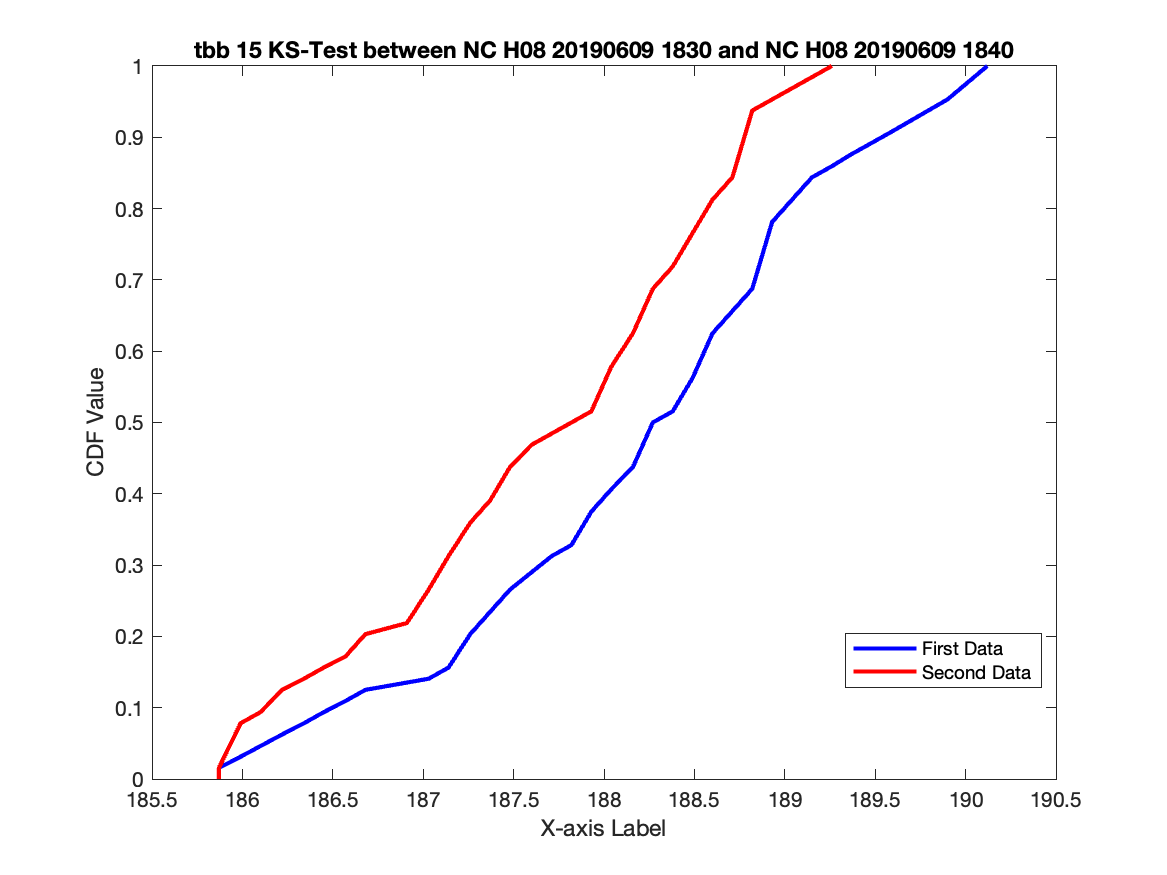 tbb 15 KS-Test between NC H08 20190609 1830 and NC H08 20190609 1840
1
0.9
0.8
0.7
0.6
0.5
0.4
0.3
0.2
0.1
0
CDF Value
First Data
Second Data
185.5 186 186.5 187 187.5 188 188.5 189 189.5 190 190.5
X-axis Label